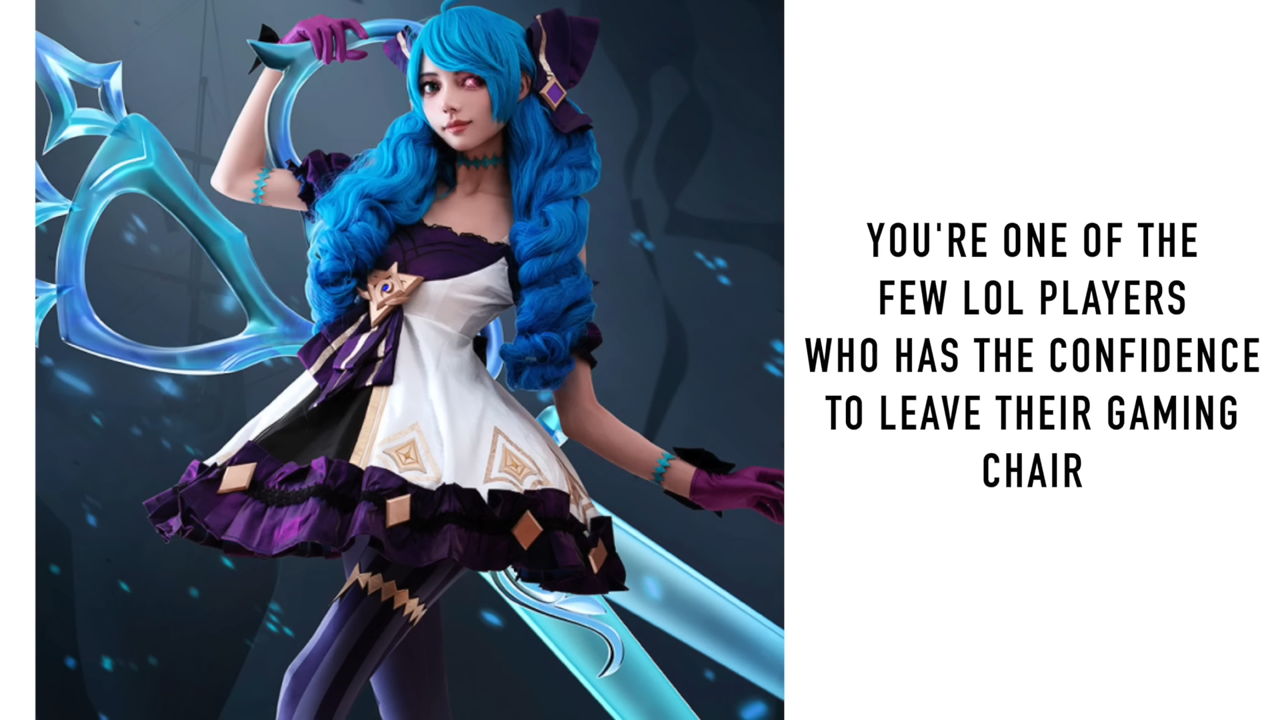 YOU'RE ONE OF THE
FEW LOL PLAYERS
WHO HAS THE CONFIDENCE
TO LEAVE THEIR GAMING
CHAIR